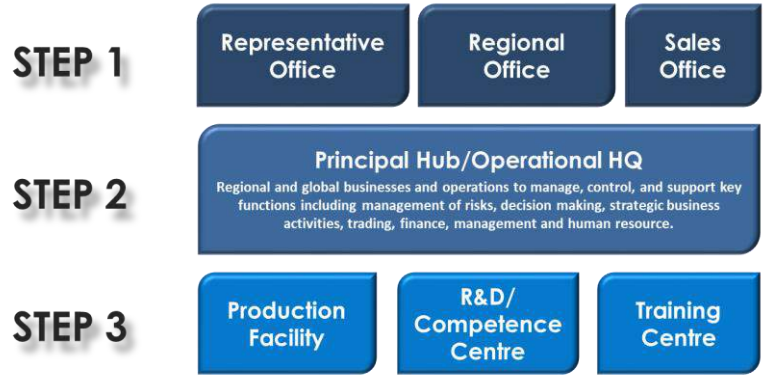 STEP 1
Representative
Office
Regional
Office
Sales
Office
STEP 2
Principal Hub/Operational HQ
Regional and global businesses and operations to manage, control, and support key
functions including management of risks, decision making, strategic business
activities, trading, finance, management and human resource.
STEP 3
Production
Facility
R&D/
Competence
Centre
Training
Centre